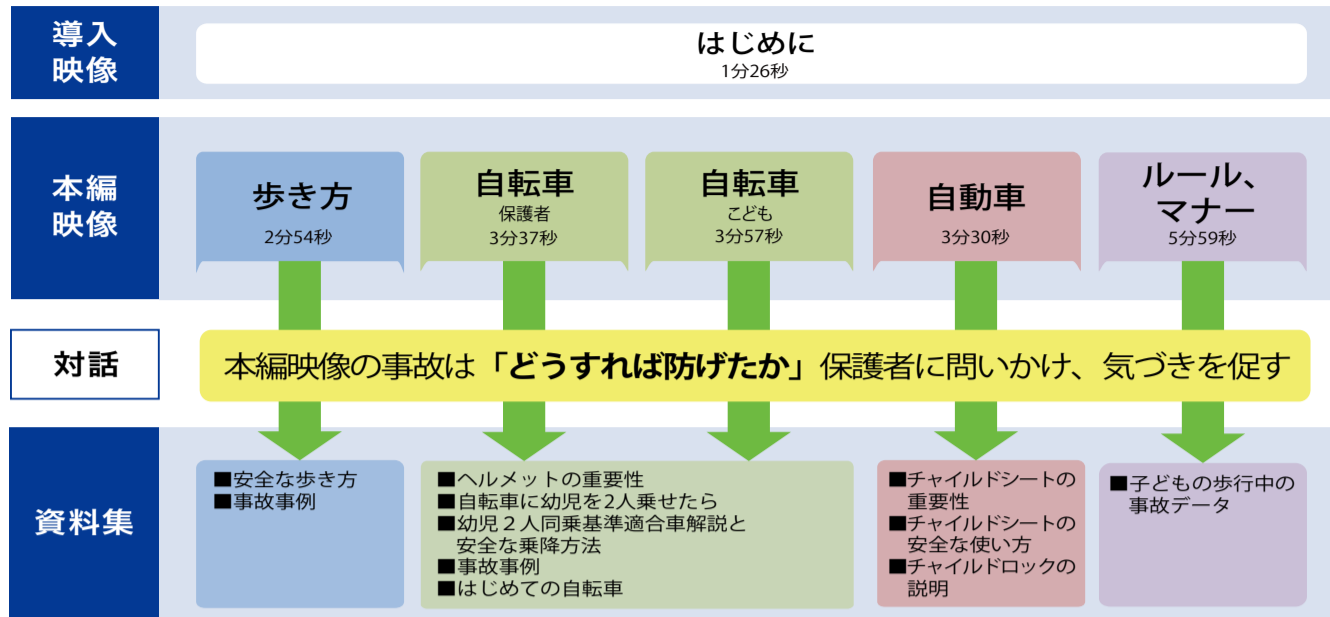 導入
映像
はじめに
1分26秒
本編
映像
歩き方
2分54秒
自転車
保護者
3分37秒
自転車
こども
3分57秒
自動車
3分30秒
ルール、
マナー
5分59秒
対話
本編映像の事故は「どうすれば防げたか」保護者に問いかけ、気づきを促す
資料集
■安全な歩き方
■事故事例
■ヘルメットの重要性
■自転車に幼児を2人乗せたら
■幼児２人同乗基準適合車解説と
安全な乗降方法
■事故事例
■はじめての自転車
■チャイルドシートの
重要性
■チャイルドシートの
安全な使い方
■チャイルドロックの
説明
■子どもの歩行中の
事故データ